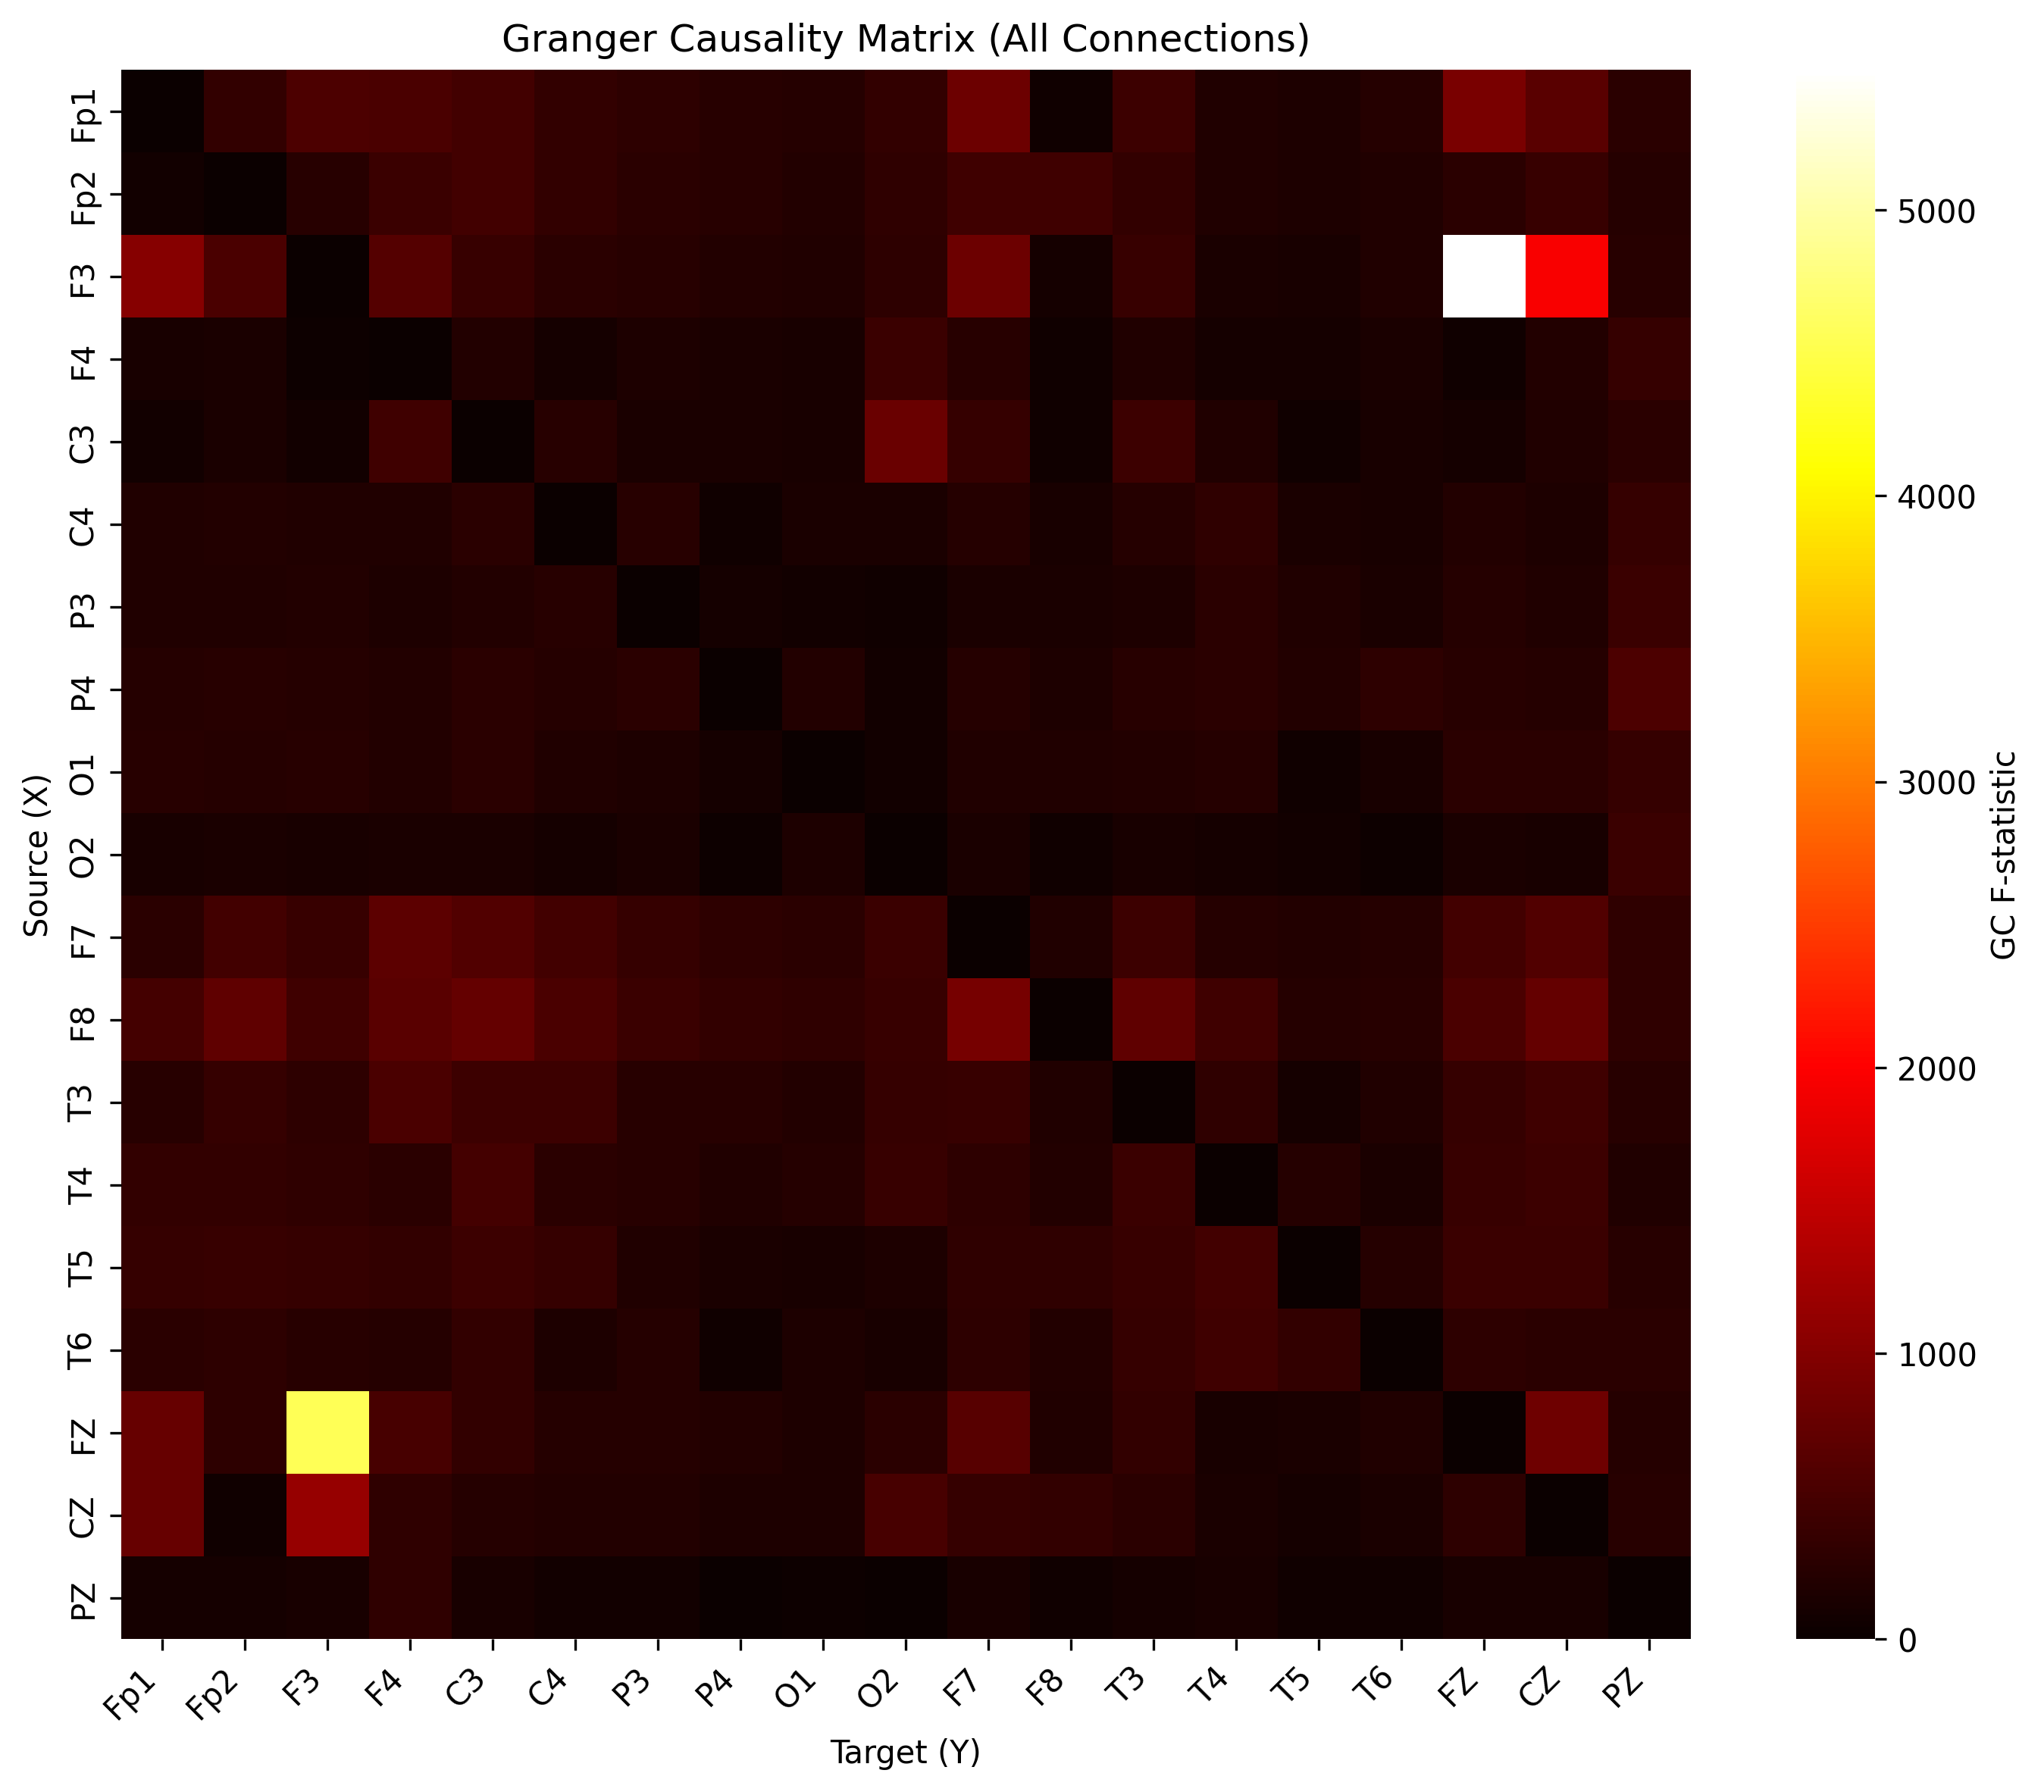 Granger Causality Matrix (All Connections)
Source (X)
Fp1
Fp2
F3
F4
C3
C4
P3
P4
O1
O2
F7
F8
T3
T4
T5
T6
FZ
CZ
PZ
Fp1
Fp2
F3
F4
C3
C4
P3
P4
O1
O2
F7
F8
T3
T4
T5
T6
FZ
CZ
PZ
Target (Y)
5000
4000
3000
2000
1000
0
GC F-statistic